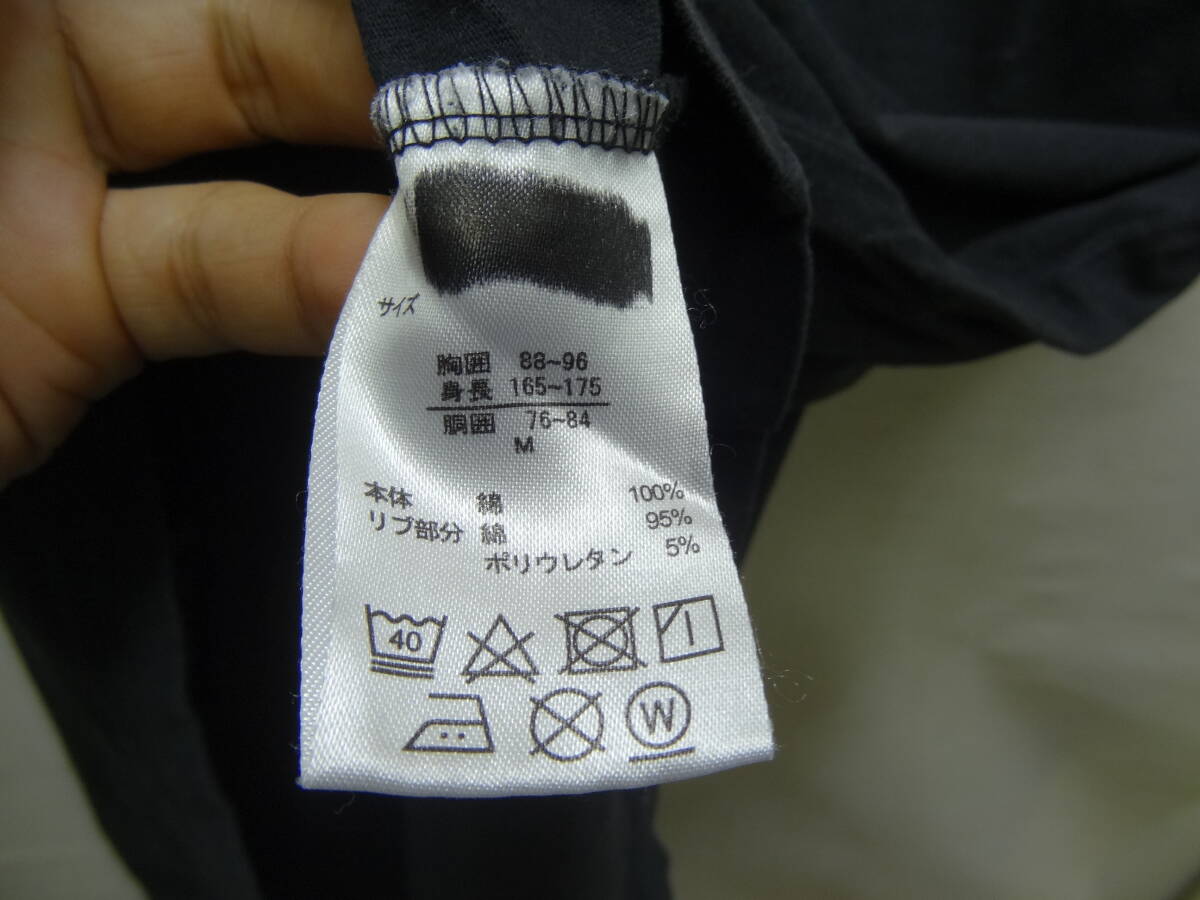 サイズ
胸囲 88~96
身長 165~175
胴囲 76~84
M
本体 綿 100%
リブ部分 綿 95%
ポリウレタン 5%
40
W